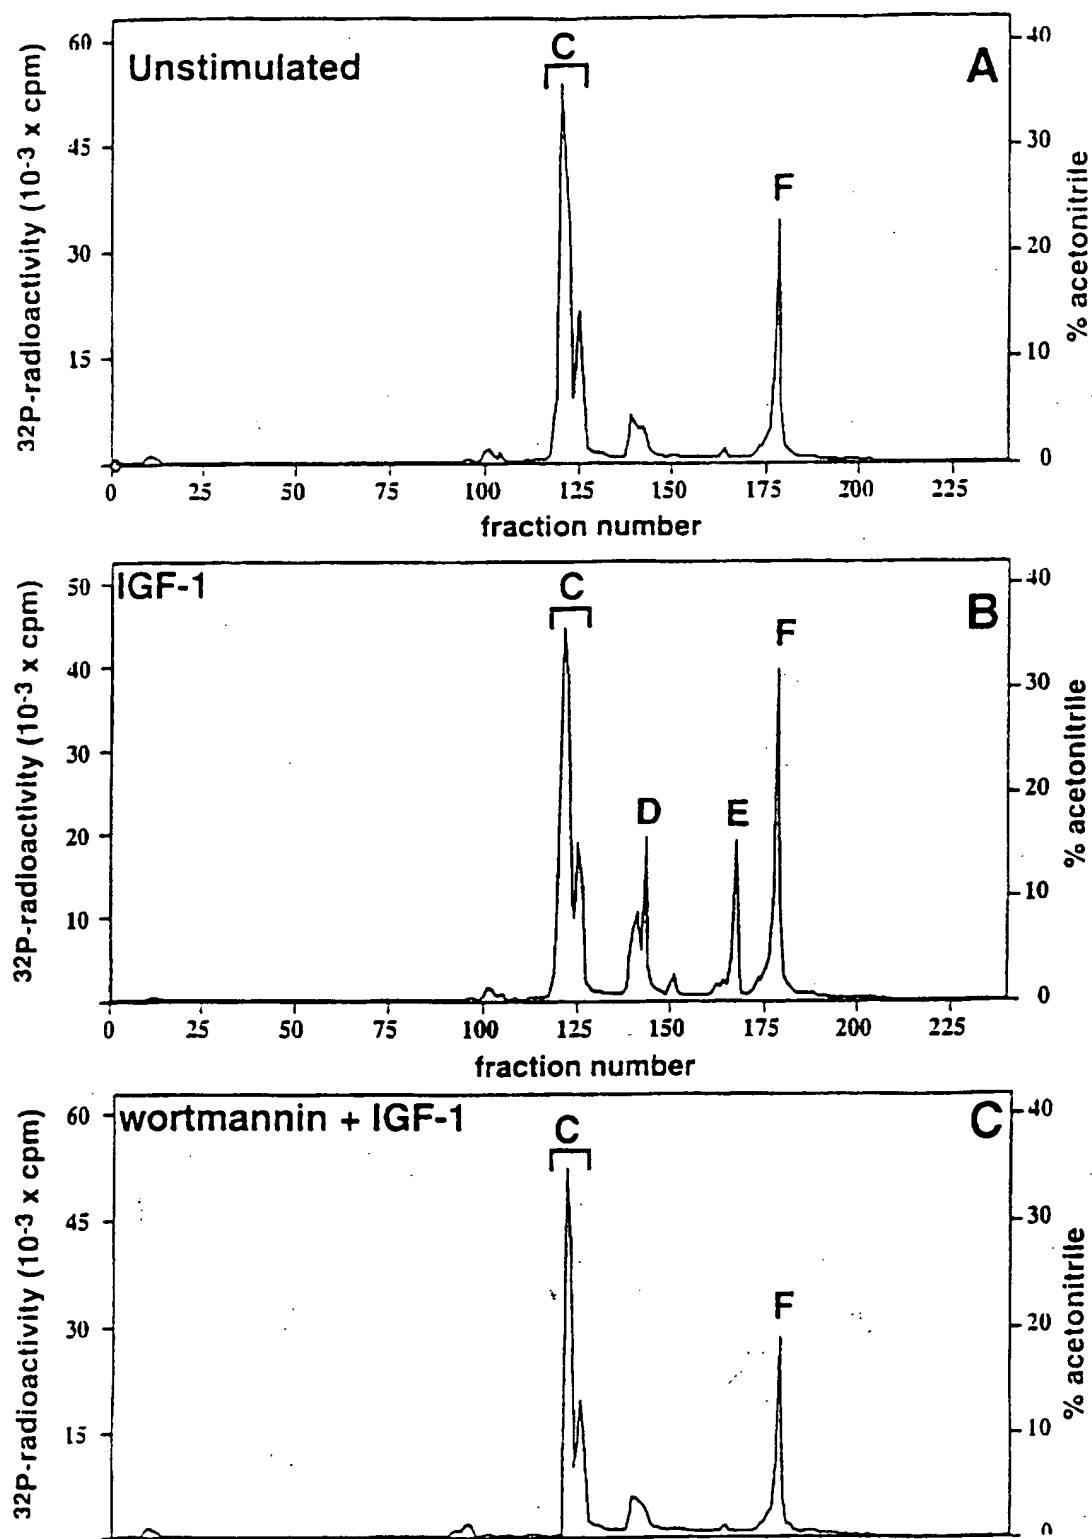 Unstimulated
A
C
F
60
45
30
15
40
30
20
10
0
32P-radioactivity (10-3 x cpm)
% acetonitrile
0 25 50 75 100 125 150 175 200 225
fraction number
IGF-1
B
C
D
E
F
50
40
30
20
10
40
30
20
10
0
32P-radioactivity (10-3 x cpm)
% acetonitrile
0 25 50 75 100 125 150 175 200 225
fraction number
wortmannin + IGF-1
C
C
F
60
45
30
15
40
30
20
10
0
32P-radioactivity (10-3 x cpm)
% acetonitrile